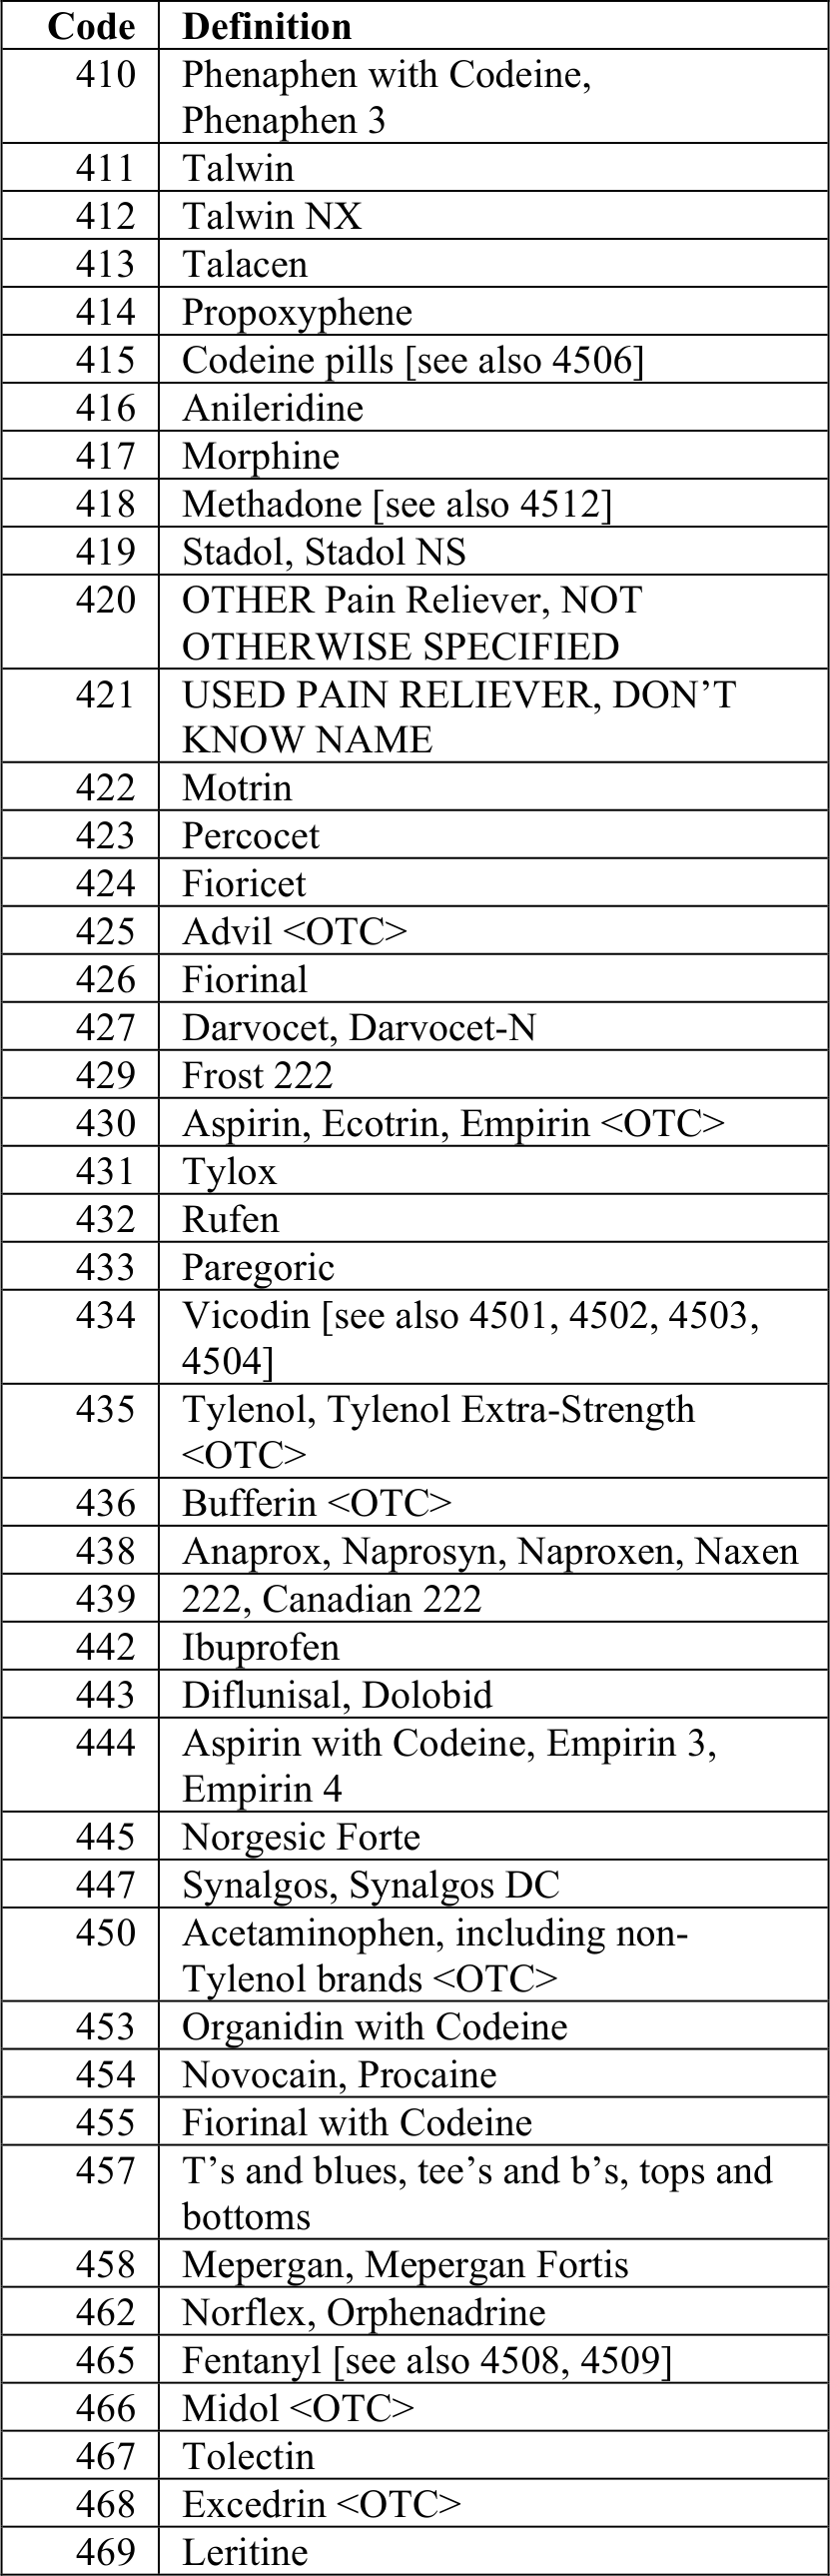 Code Definition
410 Phenaphen with Codeine,
Phenaphen 3
411 Talwin
412 Talwin NX
413 Talacen
414 Propoxyphene
415 Codeine pills [see also 4506]
416 Anileridine
417 Morphine
418 Methadone [see also 4512]
419 Stadol, Stadol NS
420 OTHER Pain Reliever, NOT
OTHERWISE SPECIFIED
421 USED PAIN RELIEVER, DON’T
KNOW NAME
422 Motrin
423 Percocet
424 Fioricet
425 Advil <OTC>
426 Fiorinal
427 Darvocet, Darvocet-N
429 Frost 222
430 Aspirin, Ecotrin, Empirin <OTC>
431 Tylox
432 Rufen
433 Paregoric
434 Vicodin [see also 4501, 4502, 4503,
4504]
435 Tylenol, Tylenol Extra-Strength
<OTC>
436 Bufferin <OTC>
438 Anaprox, Naprosyn, Naproxen, Naxen
439 222, Canadian 222
442 Ibuprofen
443 Diflunisal, Dolobid
444 Aspirin with Codeine, Empirin 3,
Empirin 4
445 Norgesic Forte
447 Synalgos, Synalgos DC
450 Acetaminophen, including non-
Tylenol brands <OTC>
453 Organidin with Codeine
454 Novocain, Procaine
455 Fiorinal with Codeine
457 T’s and blues, tee’s and b’s, tops and
bottoms
458 Mepergan, Mepergan Fortis
462 Norflex, Orphenadrine
465 Fentanyl [see also 4508, 4509]
466 Midol <OTC>
467 Tolectin
468 Excedrin <OTC>
469 Leritine